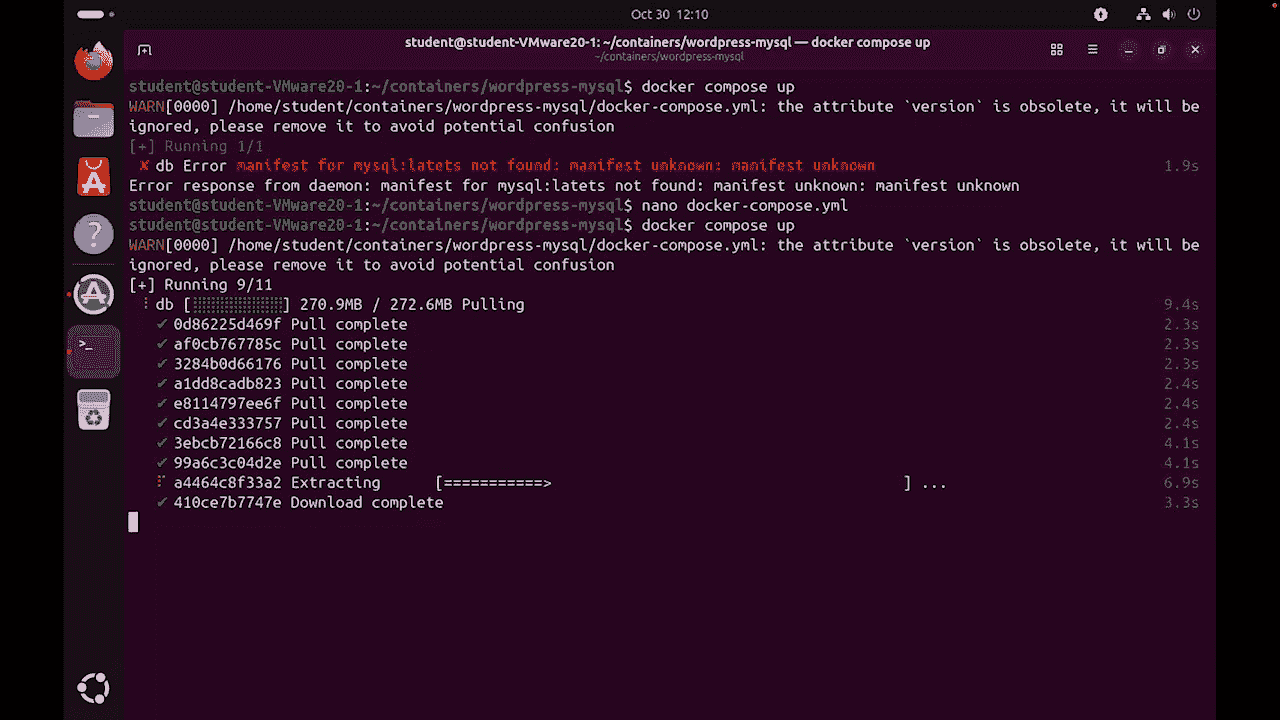 Oct 30 12:10
student@student-VMware20-1: ~/containers/wordpress-mysql — docker compose up
~/containers/wordpress-mysql
student@student-VMware20-1:~/containers/wordpress-mysql$ docker compose up
WARN[0000] /home/student/containers/wordpress-mysql/docker-compose.yml: the attribute `version` is obsolete, it will be
ignored, please remove it to avoid potential confusion
[+] Running 1/1
✘ db Error manifest for mysql:latets not found: manifest unknown: manifest unknown 1.9s
Error response from daemon: manifest for mysql:latets not found: manifest unknown: manifest unknown
student@student-VMware20-1:~/containers/wordpress-mysql$ nano docker-compose.yml
student@student-VMware20-1:~/containers/wordpress-mysql$ docker compose up
WARN[0000] /home/student/containers/wordpress-mysql/docker-compose.yml: the attribute `version` is obsolete, it will be
ignored, please remove it to avoid potential confusion
[+] Running 9/11
db [⣿⣿⣿⣿⣿⣿⣿⣿⣿⣿] 270.9MB / 272.6MB Pulling 9.4s
✔ 0d86225d469f Pull complete 2.3s
✔ af0cb767785c Pull complete 2.3s
✔ 3284b0d66176 Pull complete 2.3s
✔ a1dd8cadb823 Pull complete 2.4s
✔ e8114797ee6f Pull complete 2.4s
✔ cd3a4e333757 Pull complete 2.4s
✔ 3ebcb72166c8 Pull complete 4.1s
✔ 99a6c3c04d2e Pull complete 4.1s
a4464c8f33a2 Extracting [===========> ] ... 6.9s
✔ 410ce7b7747e Download complete 3.3s